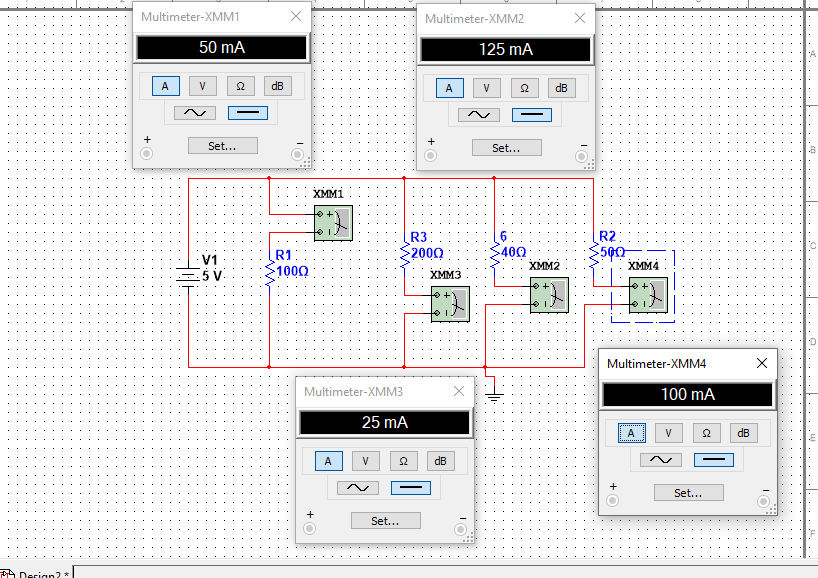 Multimeter-XMM1
50 mA
A V Ω dB
+ Set... −
Multimeter-XMM2
125 mA
A V Ω dB
+ Set... −
XMM1
V1
5 V
R1
100Ω
R3
200Ω
XMM3
6
40Ω
XMM2
R2
50Ω
XMM4
Multimeter-XMM3
25 mA
A V Ω dB
+ Set... −
Multimeter-XMM4
100 mA
A V Ω dB
+ Set... −
A
B
C
D
E
F
Design2 *